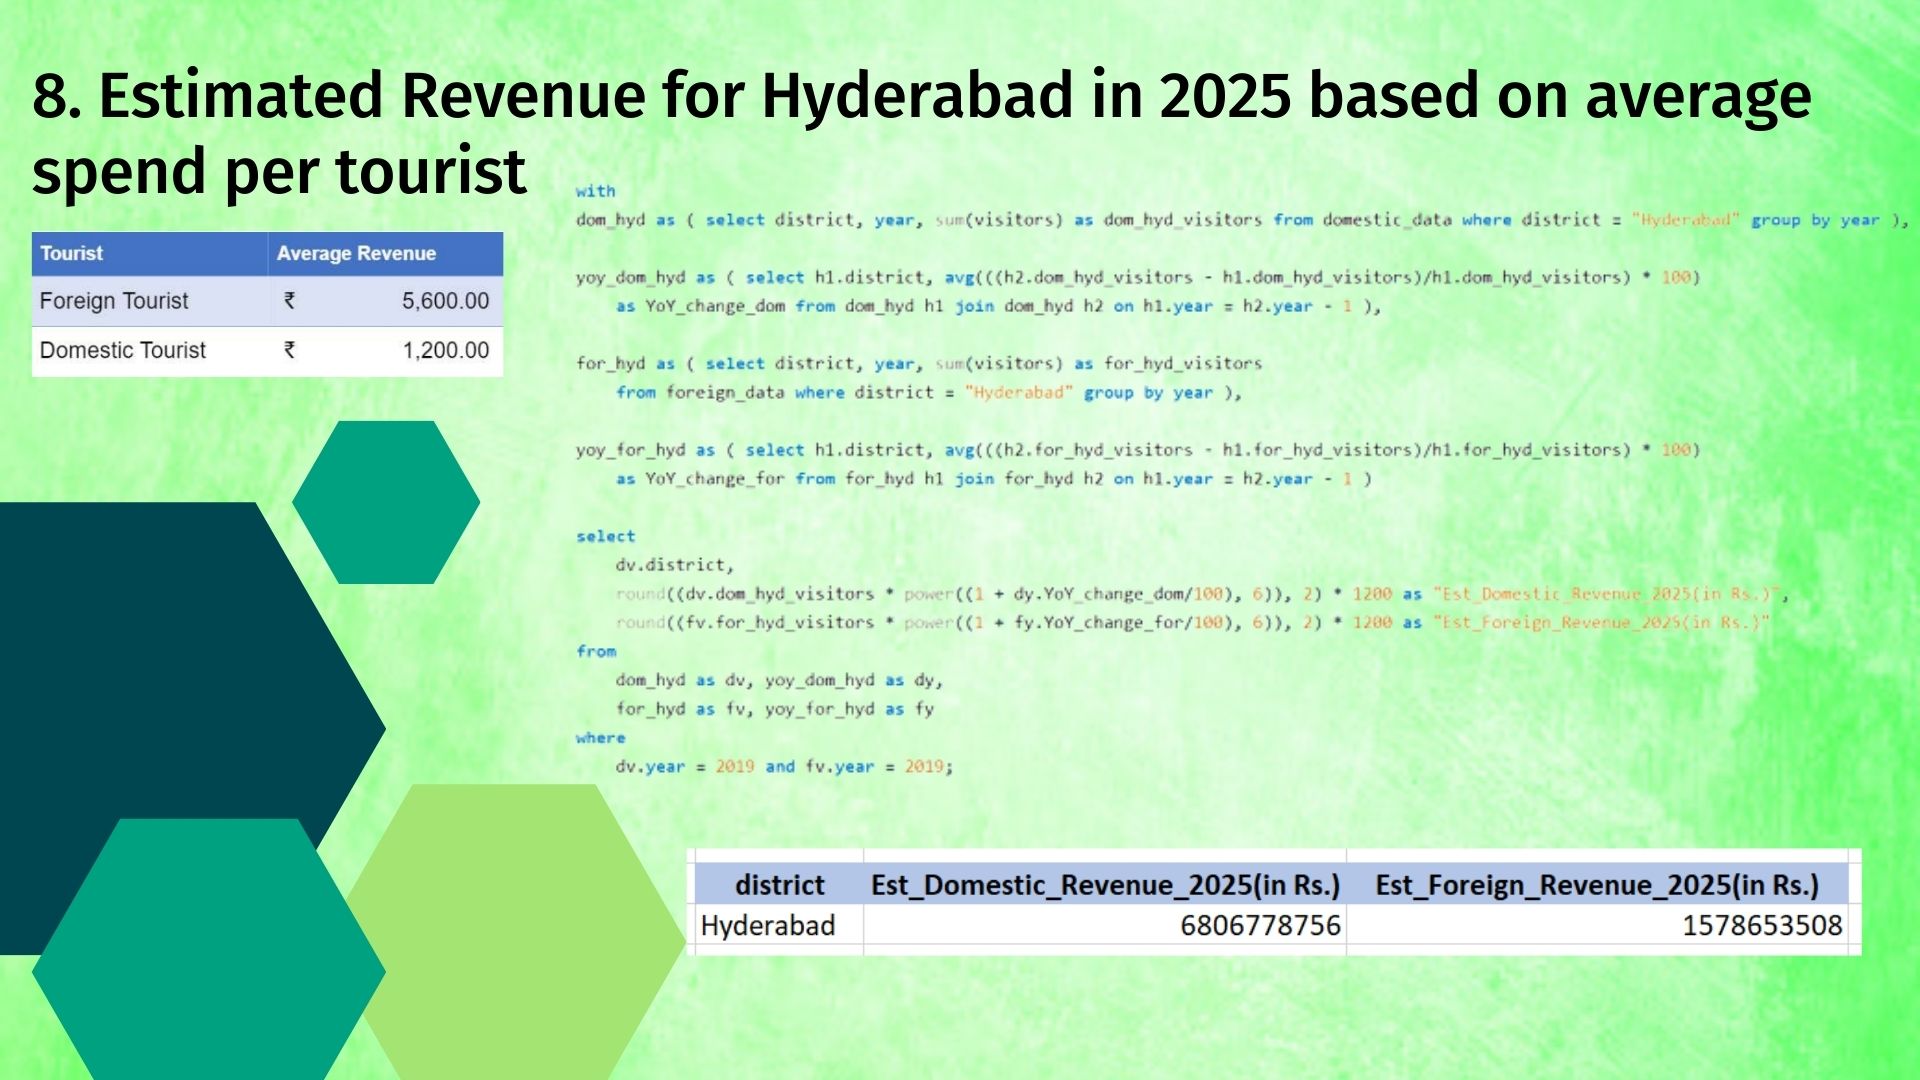 8. Estimated Revenue for Hyderabad in 2025 based on average
spend per tourist
Tourist Average Revenue
Foreign Tourist ₹ 5,600.00
Domestic Tourist ₹ 1,200.00
with
dom_hyd as ( select district, year, sum(visitors) as dom_hyd_visitors from domestic_data where district = "Hyderabad" group by year ),
yoy_dom_hyd as ( select h1.district, avg(((h2.dom_hyd_visitors - h1.dom_hyd_visitors)/h1.dom_hyd_visitors) * 100)
as YoY_change_dom from dom_hyd h1 join dom_hyd h2 on h1.year = h2.year - 1 ),
for_hyd as ( select district, year, sum(visitors) as for_hyd_visitors
from foreign_data where district = "Hyderabad" group by year ),
yoy_for_hyd as ( select h1.district, avg(((h2.for_hyd_visitors - h1.for_hyd_visitors)/h1.for_hyd_visitors) * 100)
as YoY_change_for from for_hyd h1 join for_hyd h2 on h1.year = h2.year - 1 )
select
dv.district,
round((dv.dom_hyd_visitors * power((1 + dy.YoY_change_dom/100), 6)), 2) * 1200 as "Est_Domestic_Revenue_2025(in Rs.)",
round((fv.for_hyd_visitors * power((1 + fy.YoY_change_for/100), 6)), 2) * 1200 as "Est_Foreign_Revenue_2025(in Rs.)"
from
dom_hyd as dv, yoy_dom_hyd as dy,
for_hyd as fv, yoy_for_hyd as fy
where
dv.year = 2019 and fv.year = 2019;
district Est_Domestic_Revenue_2025(in Rs.) Est_Foreign_Revenue_2025(in Rs.)
Hyderabad 6806778756 1578653508